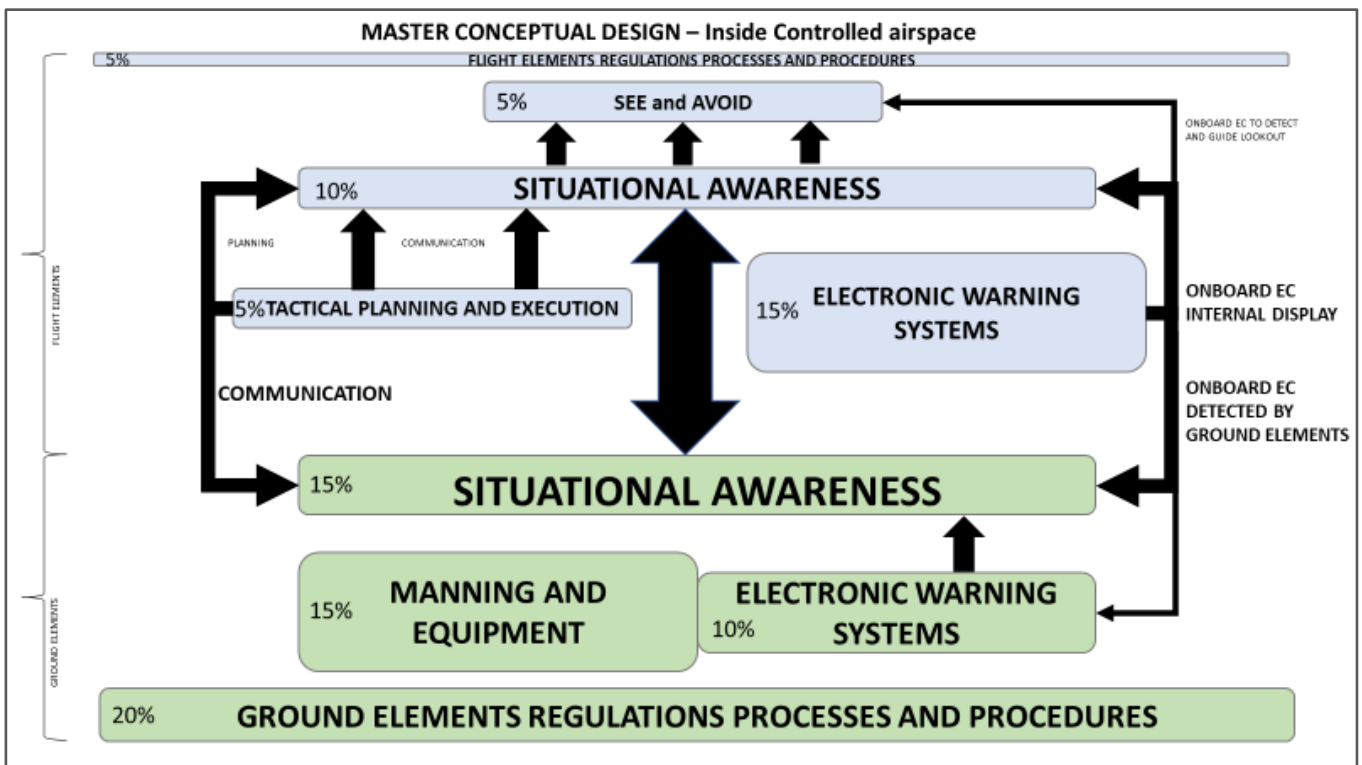 MASTER CONCEPTUAL DESIGN – Inside Controlled airspace
5% FLIGHT ELEMENTS REGULATIONS PROCESSES AND PROCEDURES
5% SEE and AVOID
ONBOARD EC TO DETECT
AND GUIDE LOOKOUT
10% SITUATIONAL AWARENESS
PLANNING
COMMUNICATION
5% TACTICAL PLANNING AND EXECUTION
15% ELECTRONIC WARNING
SYSTEMS
ONBOARD EC
INTERNAL DISPLAY
FLIGHT ELEMENTS
COMMUNICATION
ONBOARD EC
DETECTED BY
GROUND ELEMENTS
15% SITUATIONAL AWARENESS
15% MANNING AND
EQUIPMENT
10% ELECTRONIC WARNING
SYSTEMS
GROUND ELEMENTS
20% GROUND ELEMENTS REGULATIONS PROCESSES AND PROCEDURES